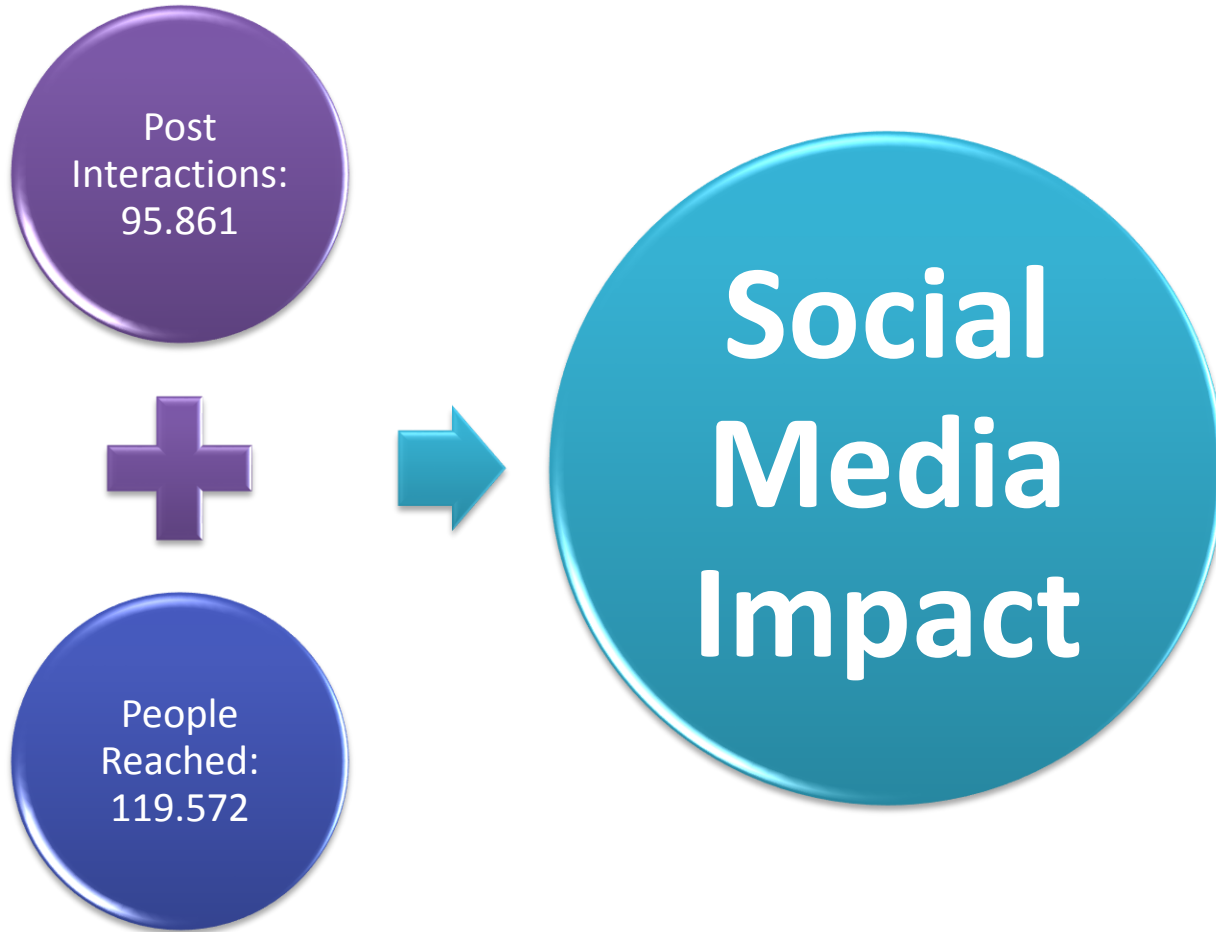 Post
Interactions:
95.861
People
Reached:
119.572
Social
Media
Impact